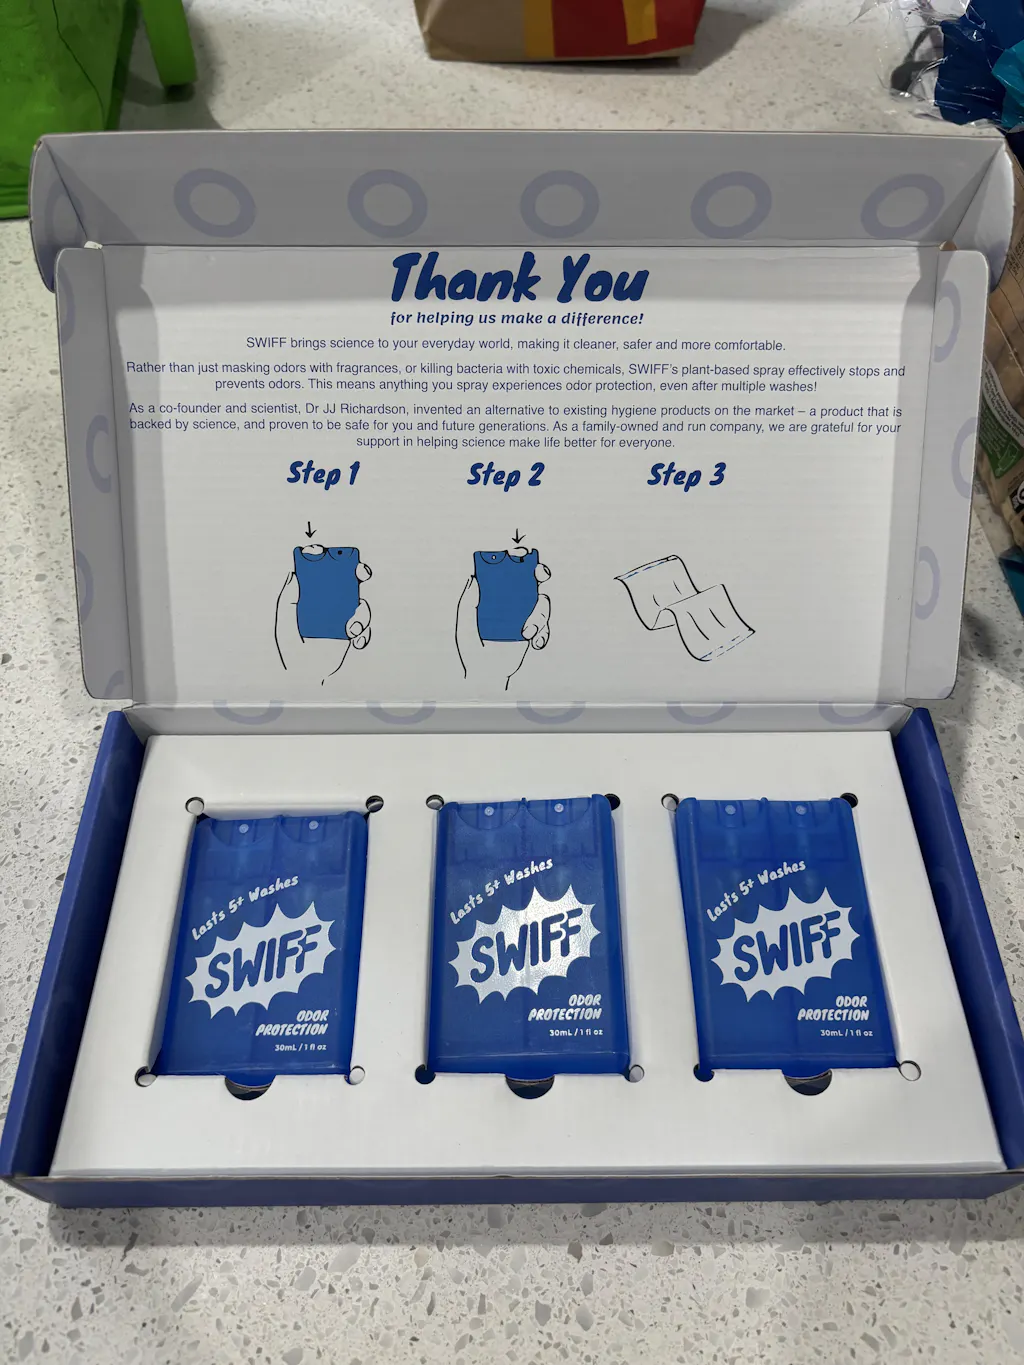 Thank You
for helping us make a difference!
SWIFF brings science to your everyday world, making it cleaner, safer and more comfortable.
Rather than just masking odors with fragrances, or killing bacteria with toxic chemicals, SWIFF's plant-based spray effectively stops and
prevents odors. This means anything you spray experiences odor protection, even after multiple washes!
As a co-founder and scientist, Dr JJ Richardson, invented an alternative to existing hygiene products on the market – a product that is
backed by science, and proven to be safe for you and future generations. As a family-owned and run company, we are grateful for your
support in helping science make life better for everyone.
Step 1
Step 2
Step 3
Lasts 5+ Washes
SWIFF
ODOR
PROTECTION
30mL / 1 fl oz
Lasts 5+ Washes
SWIFF
ODOR
PROTECTION
30mL / 1 fl oz
Lasts 5+ Washes
SWIFF
ODOR
PROTECTION
30mL / 1 fl oz